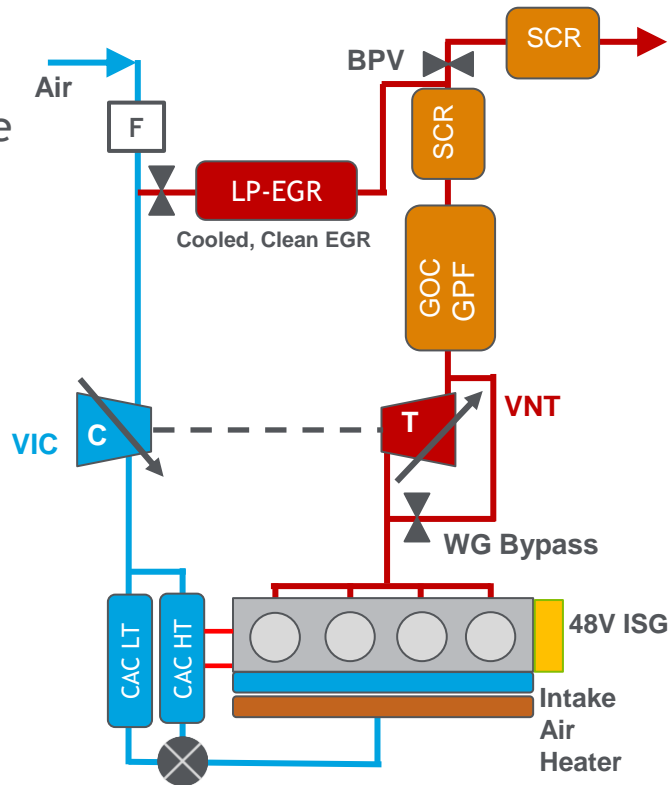 SCR
BPV
Air
F
e
SCR
LP-EGR
Cooled, Clean EGR
GOC
GPF
VNT
T
C
VIC
WG Bypass
CAC LT
CAC HT
48V ISG
Intake
Air
Heater